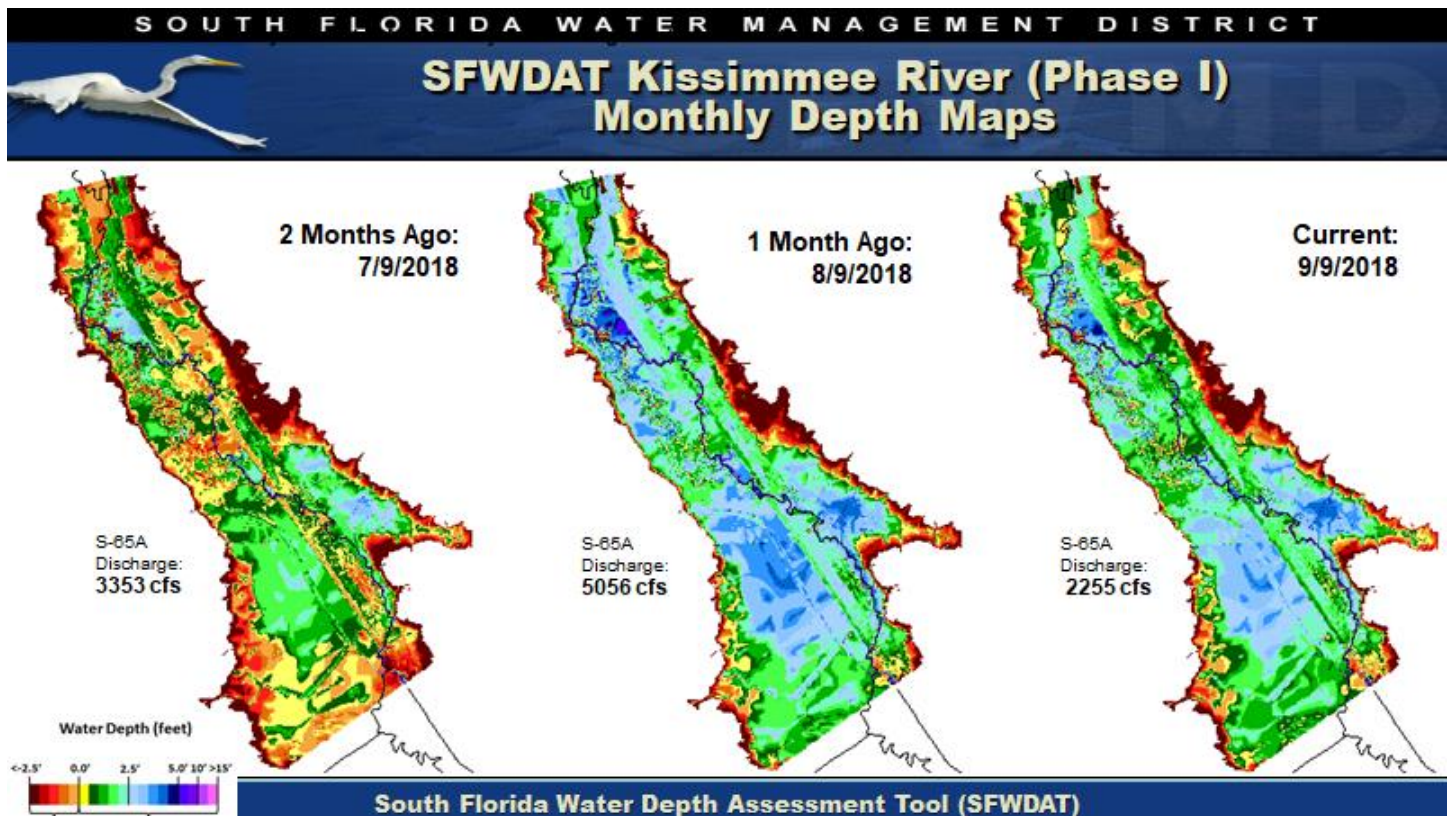 SOUTH FLORIDA WATER MANAGEMENT DISTRICT
SFWDAT Kissimmee River (Phase I)
Monthly Depth Maps
2 Months Ago:
7/9/2018
S-65A
Discharge:
3353 cfs
1 Month Ago:
8/9/2018
S-65A
Discharge:
5056 cfs
Current:
9/9/2018
S-65A
Discharge:
2255 cfs
Water Depth (feet)
<-2.5' 0.0' 2.5' 5.0' 10' >15'
South Florida Water Depth Assessment Tool (SFWDAT)